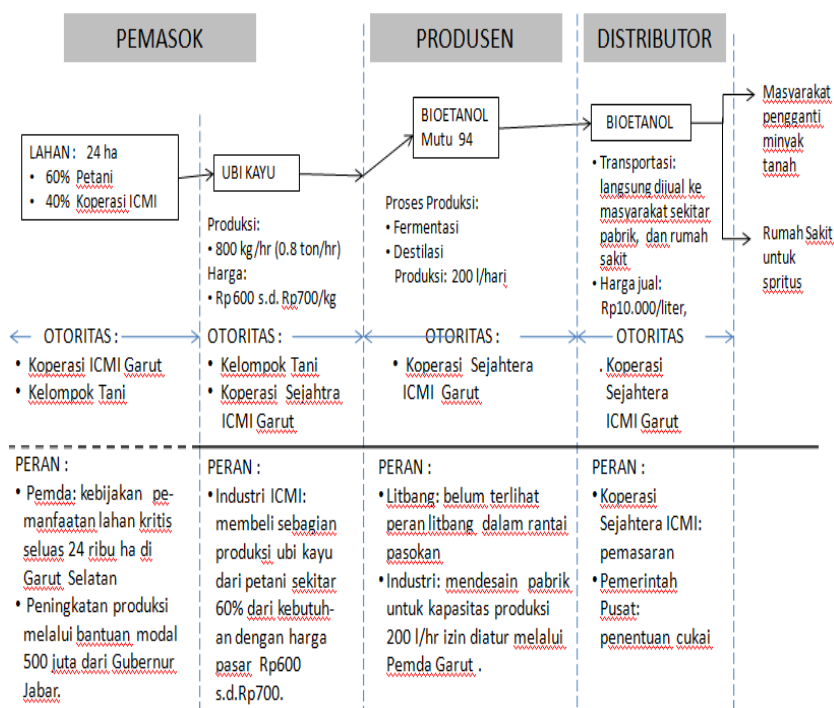 PEMASOK
PRODUSEN
DISTRIBUTOR
LAHAN : 24 ha
• 60% Petani
• 40% Koperasi ICMI
UBI KAYU
Produksi:
• 800 kg/hr (0.8 ton/hr)
Harga:
• Rp600 s.d. Rp700/kg
BIOETANOL
Mutu 94
Proses Produksi:
• Fermentasi
• Destilasi
Produksi: 200 l/hari
BIOETANOL
• Transportasi:
langsung dijual ke
masyarakat sekitar
pabrik, dan rumah
sakit
• Harga jual:
Rp10.000/liter,
Masyarakat
pengganti
minyak
tanah
Rumah Sakit
untuk
spritus
OTORITAS :
• Koperasi ICMI Garut
• Kelompok Tani
OTORITAS :
• Kelompok Tani
• Koperasi Sejahtra
ICMI Garut
OTORITAS :
• Koperasi Sejahtera
ICMI Garut
OTORITAS
. Koperasi
Sejahtera
ICMI Garut
PERAN :
• Pemda: kebijakan pe-
manfaatan lahan kritis
seluas 24 ribu ha di
Garut Selatan
• Peningkatan produksi
melalui bantuan modal
500 juta dari Gubernur
Jabar.
PERAN :
• Industri ICMI:
membeli sebagian
produksi ubi kayu
dari petani sekitar
60% dari kebutuh-
an dengan harga
pasar Rp600
s.d.Rp700.
PERAN :
• Litbang: belum terlihat
peran litbang dalam rantai
pasokan
• Industri: mendesain pabrik
untuk kapasitas produksi
200 l/hr izin diatur melalui
Pemda Garut .
PERAN :
• Koperasi
Sejahtera ICMI:
pemasaran
• Pemerintah
Pusat:
penentuan cukai